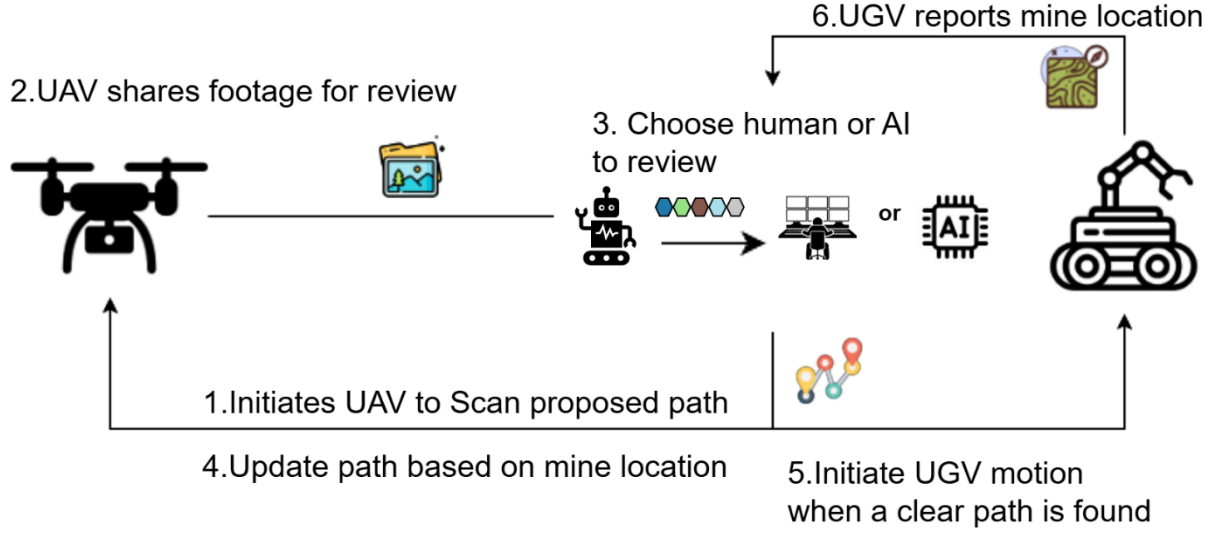 6.UGV reports mine location
2.UAV shares footage for review
3. Choose human or AI
to review
or
AI
1.Initiates UAV to Scan proposed path
4.Update path based on mine location
5.Initiate UGV motion
when a clear path is found